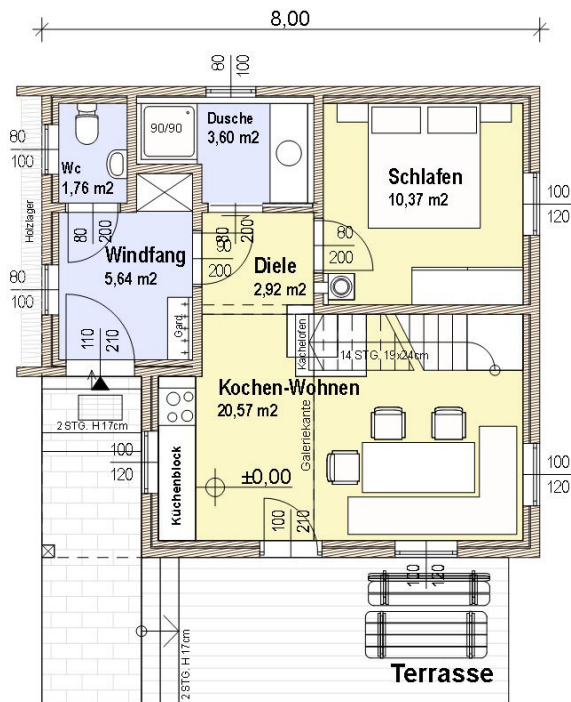 8,00
80
100
80
100
90/90
Dusche
3,60 m2
Wc
1,76 m2
Schlafen
10,37 m2
100
120
Holzlager
80
200
80
200
90
200
80
200
Windfang
5,64 m2
Diele
2,92 m2
80
100
110
210
Gard.
Kachelofen
14 STG. 19x24cm
Kochen-Wohnen
20,57 m2
2 STG. H 17cm
100
120
Küchenblock
Galeriekante
±0,00
100
210
100
120
100
120
2 STG. H 17cm
Terrasse